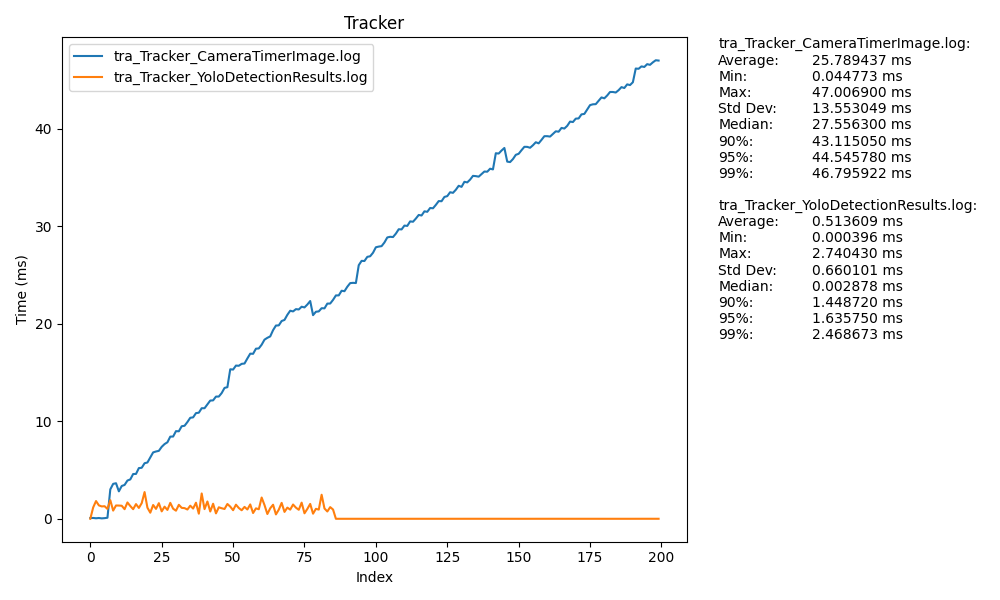 Tracker
tra_Tracker_CameraTimerImage.log
tra_Tracker_YoloDetectionResults.log
Time (ms)
40
30
20
10
0
0 25 50 75 100 125 150 175 200
Index
tra_Tracker_CameraTimerImage.log:
Average: 25.789437 ms
Min: 0.044773 ms
Max: 47.006900 ms
Std Dev: 13.553049 ms
Median: 27.556300 ms
90%: 43.115050 ms
95%: 44.545780 ms
99%: 46.795922 ms
tra_Tracker_YoloDetectionResults.log:
Average: 0.513609 ms
Min: 0.000396 ms
Max: 2.740430 ms
Std Dev: 0.660101 ms
Median: 0.002878 ms
90%: 1.448720 ms
95%: 1.635750 ms
99%: 2.468673 ms